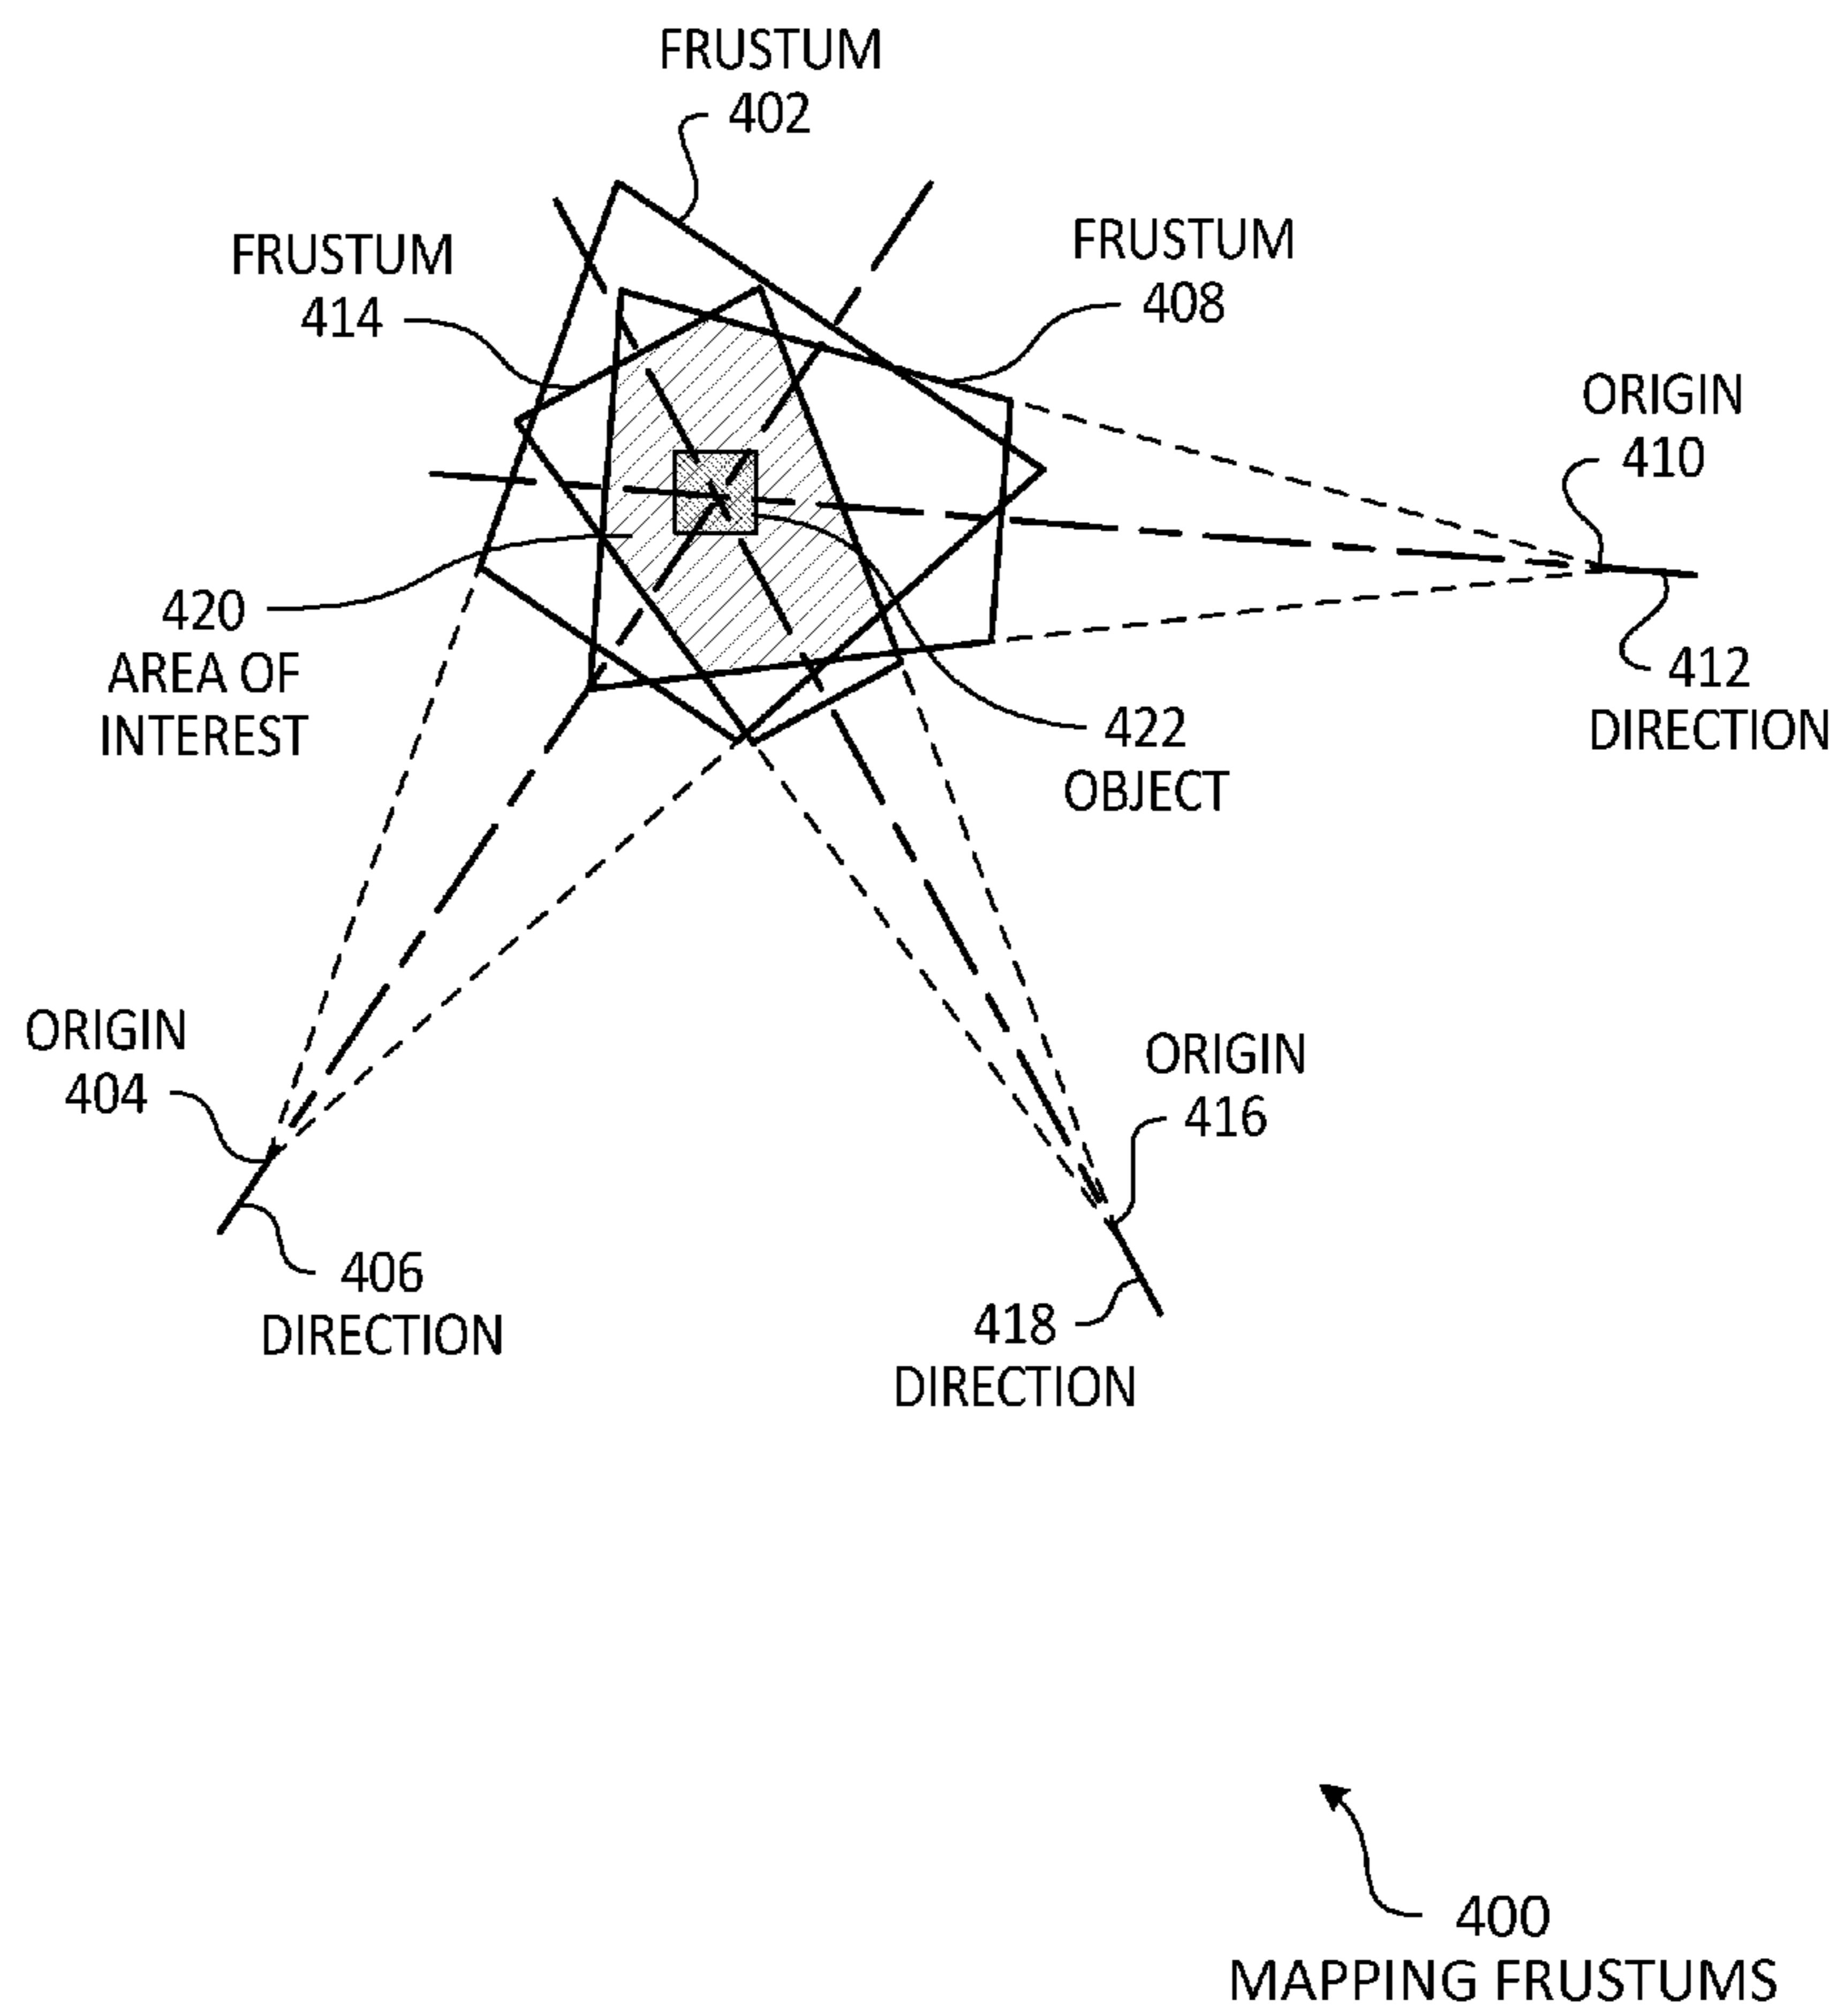 FRUSTUM
402
FRUSTUM
414
FRUSTUM
408
ORIGIN
410
420
AREA OF
INTEREST
412
DIRECTION
422
OBJECT
ORIGIN
404
ORIGIN
416
406
DIRECTION
418
DIRECTION
400
MAPPING FRUSTUMS